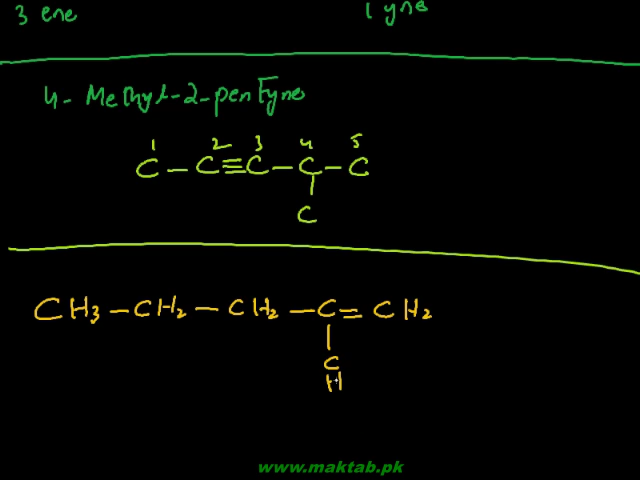 3 ene 1 yne
4- Methyl-2-pentyne
1 2 3 4 5
C – C ≡ C – C – C
C
CH3 – CH2 – CH2 – C = CH2
C
H
www.maktab.pk